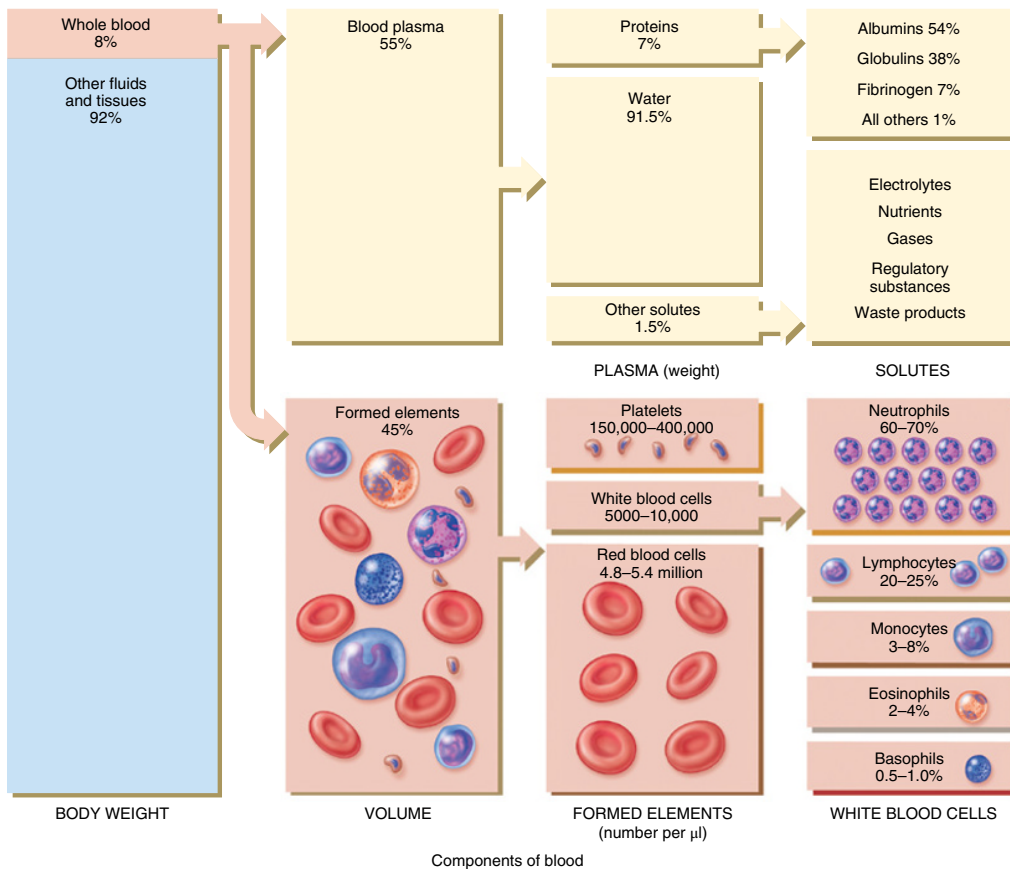 Whole blood
8%
Other fluids
and tissues
92%
BODY WEIGHT
Blood plasma
55%
Formed elements
45%
VOLUME
Proteins
7%
Water
91.5%
Other solutes
1.5%
PLASMA (weight)
Albumins 54%
Globulins 38%
Fibrinogen 7%
All others 1%
Electrolytes
Nutrients
Gases
Regulatory
substances
Waste products
SOLUTES
Platelets
150,000–400,000
White blood cells
5000–10,000
Red blood cells
4.8–5.4 million
FORMED ELEMENTS
(number per μl)
Neutrophils
60–70%
Lymphocytes
20–25%
Monocytes
3–8%
Eosinophils
2–4%
Basophils
0.5–1.0%
WHITE BLOOD CELLS
Components of blood